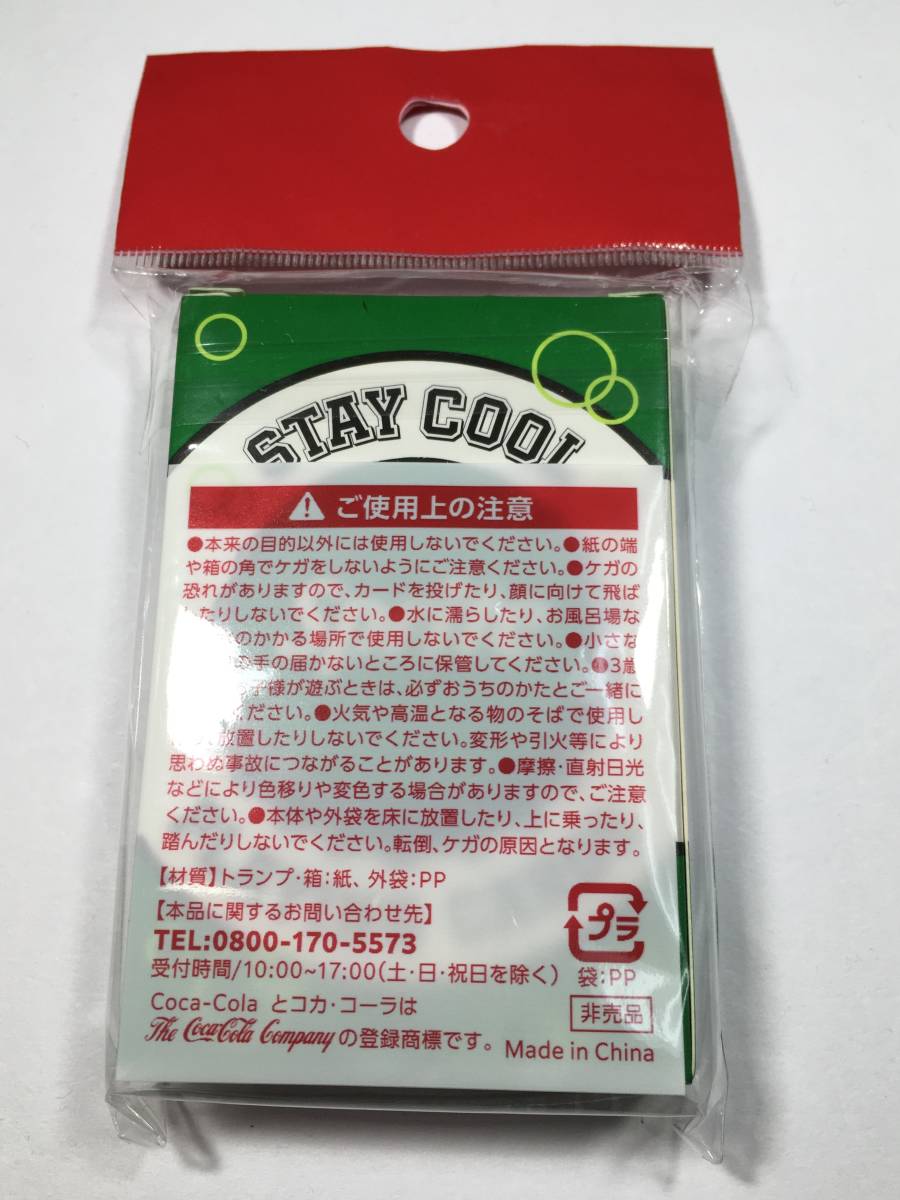 STAY COOL
ご使用上の注意
●本来の目的以外には使用しないでください。●紙の端
や箱の角でケガをしないようにご注意ください。●ケガの
恐れがありますので、カードを投げたり、顔に向けて飛ば
したりしないでください。●水に濡らしたり、お風呂場な
のかかる場所で使用しないでください。●小さな
の手の届かないところに保管してください。●3歳
子様が遊ぶときは、必ずおうちのかたとご一緒に
ください。●火気や高温となる物のそばで使用し
放置したりしないでください。変形や引火等により
思わぬ事故につながることがあります。●摩擦・直射日光
などにより色移りや変色する場合がありますので、ご注意
ください。●本体や外袋を床に放置したり、上に乗ったり、
踏んだりしないでください。転倒、ケガの原因となります。
【材質】トランプ・箱:紙、外袋:PP
【本品に関するお問い合わせ先】
TEL:0800-170-5573
受付時間/10:00~17:00(土・日・祝日を除く)
プラ
袋:PP
Coca-Cola とコカ・コーラは
The Coca-Cola Company の登録商標です。
非売品
Made in China